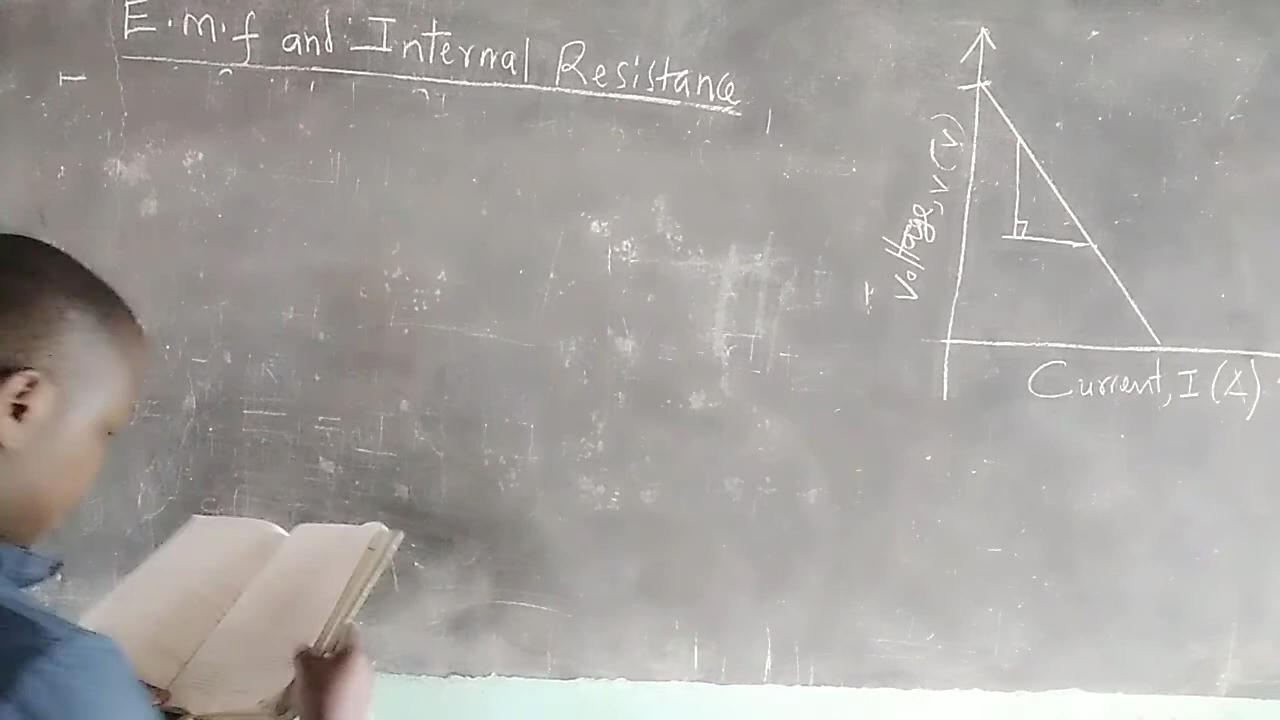 E.m.f and Internal Resistance
Voltage, V (V)
Current, I (A)